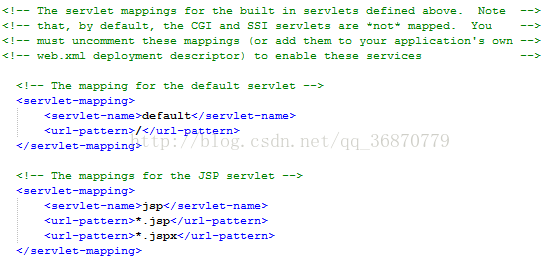 <!-- The servlet mappings for the built in servlets defined above.  Note  -->
<!-- that, by default, the CGI and SSI servlets are *not* mapped.  You    -->
<!-- must uncomment these mappings (or add them to your application's own -->
<!-- web.xml deployment descriptor) to enable these services              -->
<!-- The mapping for the default servlet -->
<servlet-mapping>
<servlet-name>default</servlet-name>
<url-pattern>/</url-pattern>
http://blog.csdn.net/qq_36870779
</servlet-mapping>
<!-- The mappings for the JSP servlet -->
<servlet-mapping>
<servlet-name>jsp</servlet-name>
<url-pattern>*.jsp</url-pattern>
<url-pattern>*.jspx</url-pattern>
</servlet-mapping>